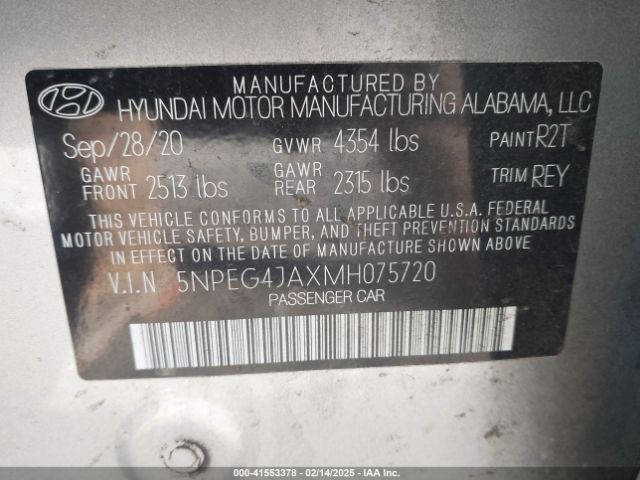 MANUFACTURED BY
HYUNDAI MOTOR MANUFACTURING ALABAMA, LLC
Sep/28/20 GVWR 4354 lbs PAINT R2T
GAWR FRONT 2513 lbs GAWR REAR 2315 lbs TRIM REY
THIS VEHICLE CONFORMS TO ALL APPLICABLE U.S.A. FEDERAL
MOTOR VEHICLE SAFETY, BUMPER, AND THEFT PREVENTION STANDARDS
IN EFFECT ON THE DATE OF MANUFACTURE SHOWN ABOVE
V.I.N 5NPEG4JAXMH075720
PASSENGER CAR
000-41553378 - 02/14/2025 - IAAI.COM